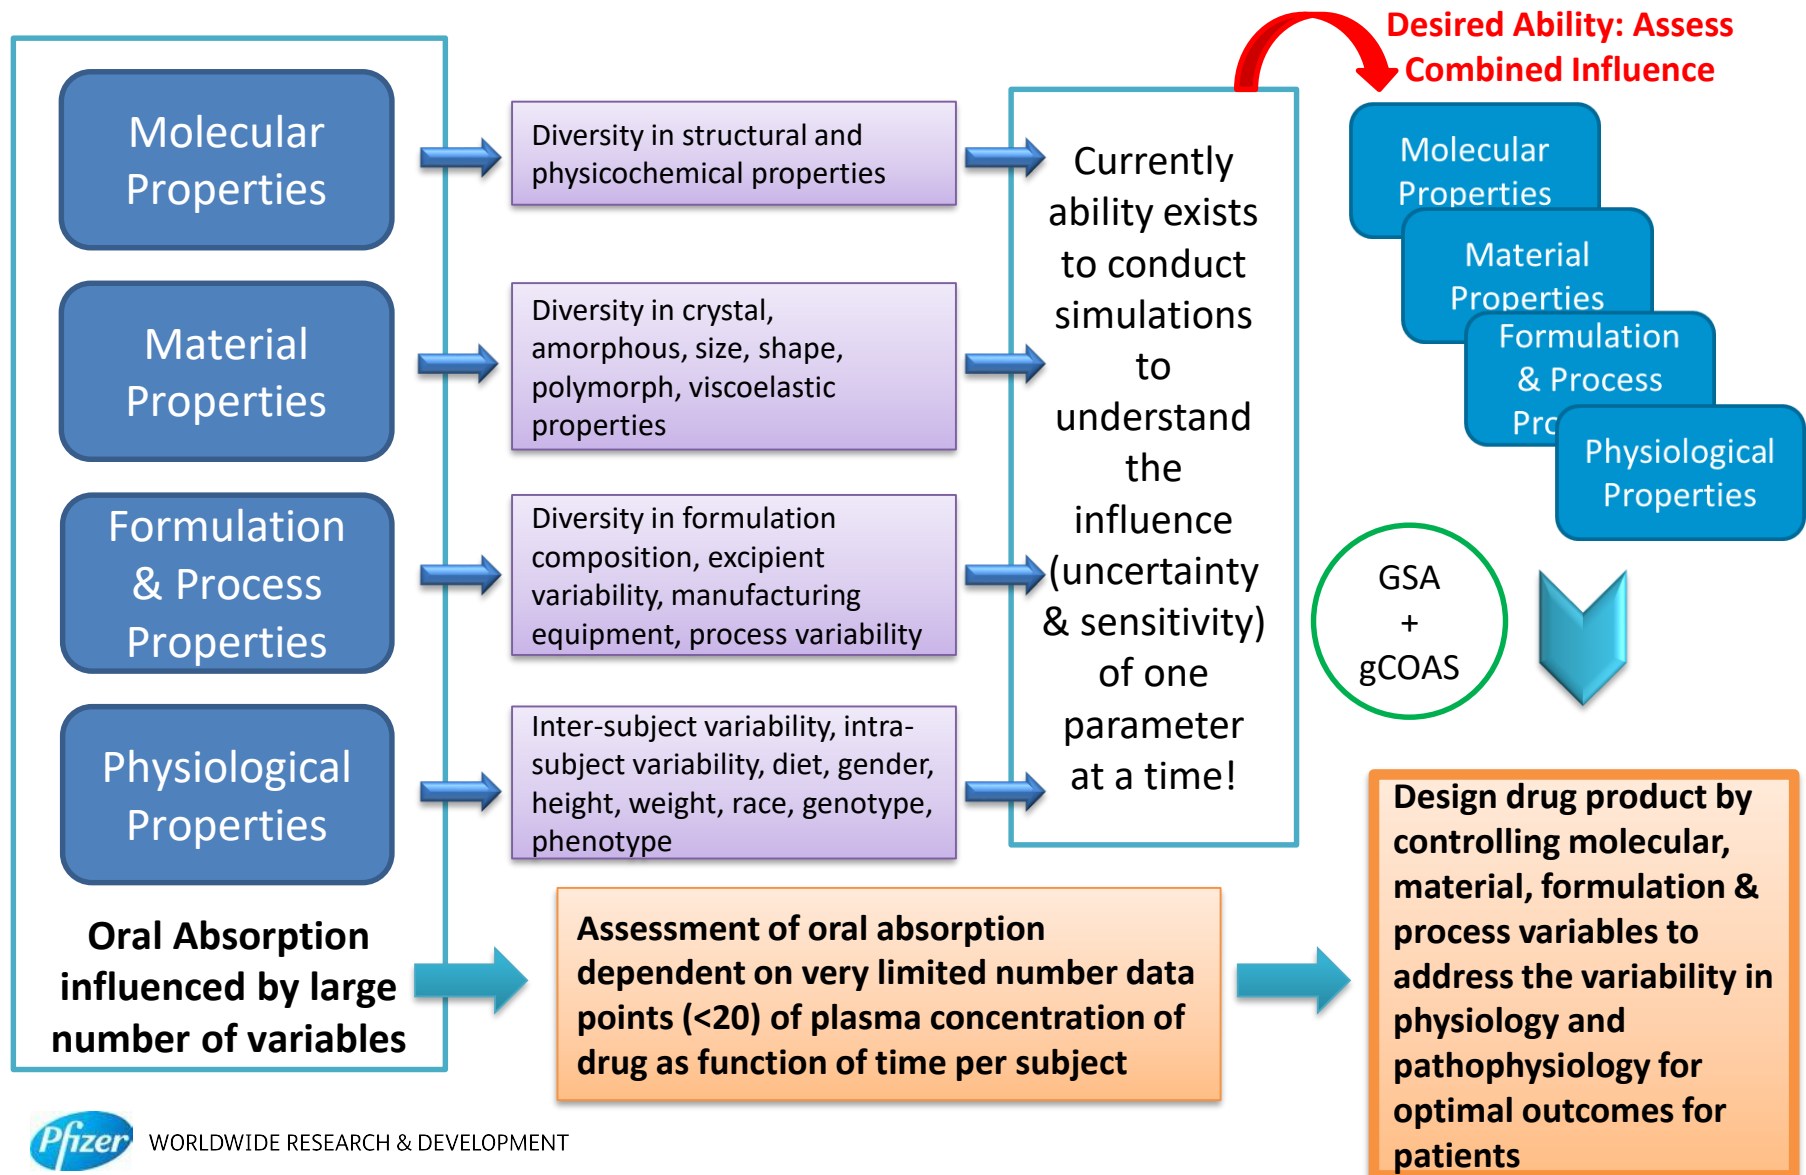 Desired Ability: Assess
Combined Influence
Molecular
Properties
Diversity in structural and
physicochemical properties
Material
Properties
Diversity in crystal,
amorphous, size, shape,
polymorph, viscoelastic
properties
Formulation
& Process
Properties
Diversity in formulation
composition, excipient
variability, manufacturing
equipment, process variability
Physiological
Properties
Inter-subject variability, intra-
subject variability, diet, gender,
height, weight, race, genotype,
phenotype
Currently
ability exists
to conduct
simulations
to
understand
the
influence
(uncertainty
& sensitivity)
of one
parameter
at a time!
Molecular
Properties
Material
Properties
Formulation
& Process
Physiological
Properties
GSA
+
gCOAS
Oral Absorption
influenced by large
number of variables
Assessment of oral absorption
dependent on very limited number data
points (<20) of plasma concentration of
drug as function of time per subject
Design drug product by
controlling molecular,
material, formulation &
process variables to
address the variability in
physiology and
pathophysiology for
optimal outcomes for
patients
Pfizer WORLDWIDE RESEARCH & DEVELOPMENT